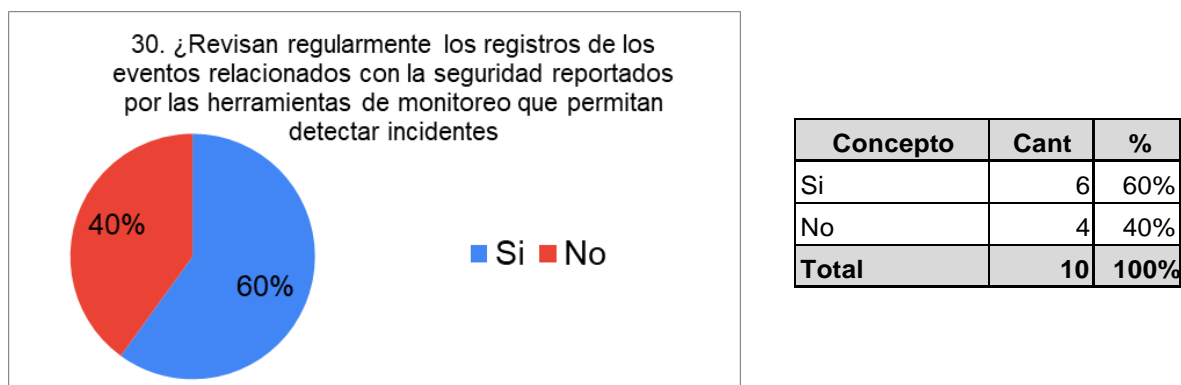 30. ¿Revisan regularmente los registros de los
eventos relacionados con la seguridad reportados
por las herramientas de monitoreo que permitan
detectar incidentes
40%
60%
Si No
Concepto Cant %
Si 6 60%
No 4 40%
Total 10 100%